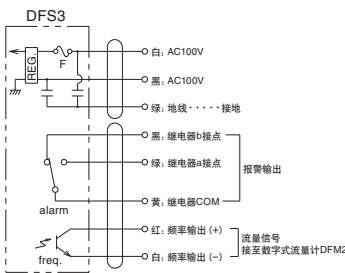 DFS3
REG.
F
白: AC100V
黑: AC100V
绿: 地线·····接地
黑: 继电器b接点
绿: 继电器a接点
报警输出
黄: 继电器COM
alarm
红: 频率输出 (+)
流量信号
接至数字式流量计DFM2
freq.
白: 频率输出 (−)